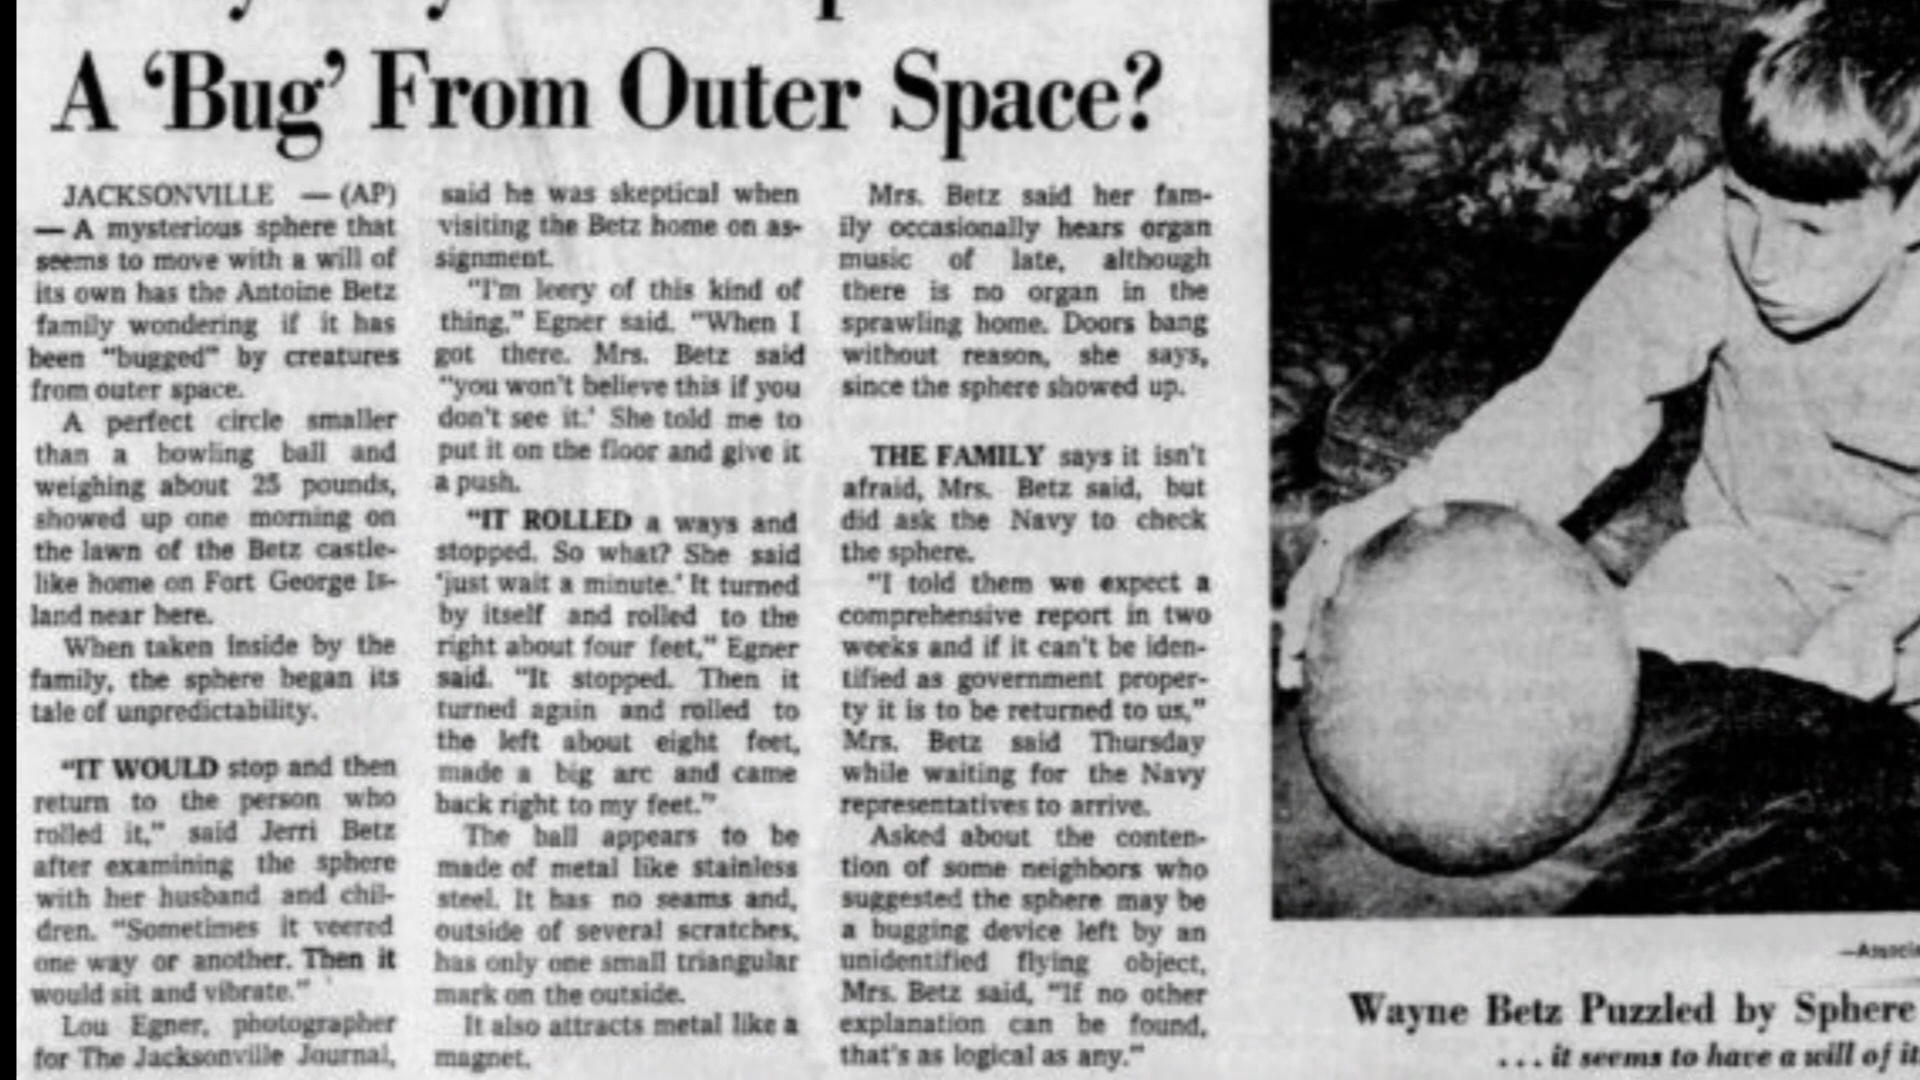 A ‘Bug’ From Outer Space?
JACKSONVILLE — (AP)
— A mysterious sphere that
seems to move with a will of
its own has the Antoine Betz
family wondering if it has
been "bugged" by creatures
from outer space.
A perfect circle smaller
than a bowling ball and
weighing about 25 pounds,
showed up one morning on
the lawn of the Betz castle-
like home on Fort George Is-
land near here.
When taken inside by the
family, the sphere began its
tale of unpredictability.
"IT WOULD stop and then
return to the person who
rolled it," said Jerri Betz
after examining the sphere
with her husband and chil-
dren. "Sometimes it veered
one way or another. Then it
would sit and vibrate."
Lou Egner, photographer
for The Jacksonville Journal,
said he was skeptical when
visiting the Betz home on as-
signment.
"I'm leery of this kind of
thing," Egner said. "When I
got there. Mrs. Betz said
"you won't believe this if you
don't see it.' She told me to
put it on the floor and give it
a push.
"IT ROLLED a ways and
stopped. So what? She said
'just wait a minute.' It turned
by itself and rolled to the
right about four feet," Egner
said. "It stopped. Then it
turned again and rolled to
the left about eight feet,
made a big arc and came
back right to my feet."
The ball appears to be
made of metal like stainless
steel. It has no seams and,
outside of several scratches,
has only one small triangular
mark on the outside.
It also attracts metal like a
magnet.
Mrs. Betz said her fam-
ily occasionally hears organ
music of late, although
there is no organ in the
sprawling home. Doors bang
without reason, she says,
since the sphere showed up.
THE FAMILY says it isn't
afraid, Mrs. Betz said, but
did ask the Navy to check
the sphere.
"I told them we expect a
comprehensive report in two
weeks and if it can't be iden-
tified as government proper-
ty it is to be returned to us,"
Mrs. Betz said Thursday
while waiting for the Navy
representatives to arrive.
Asked about the conten-
tion of some neighbors who
suggested the sphere may be
a bugging device left by an
unidentified flying object,
Mrs. Betz said, "If no other
explanation can be found,
that's as logical as any."
—Associ
Wayne Betz Puzzled by Sphere
. . . it seems to have a will of it